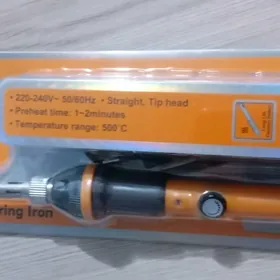 • 220-240V~ 50/60Hz • Straight, Tip head
• Preheat time: 1~2minutes
• Temperature range: 500°C
ring Iron